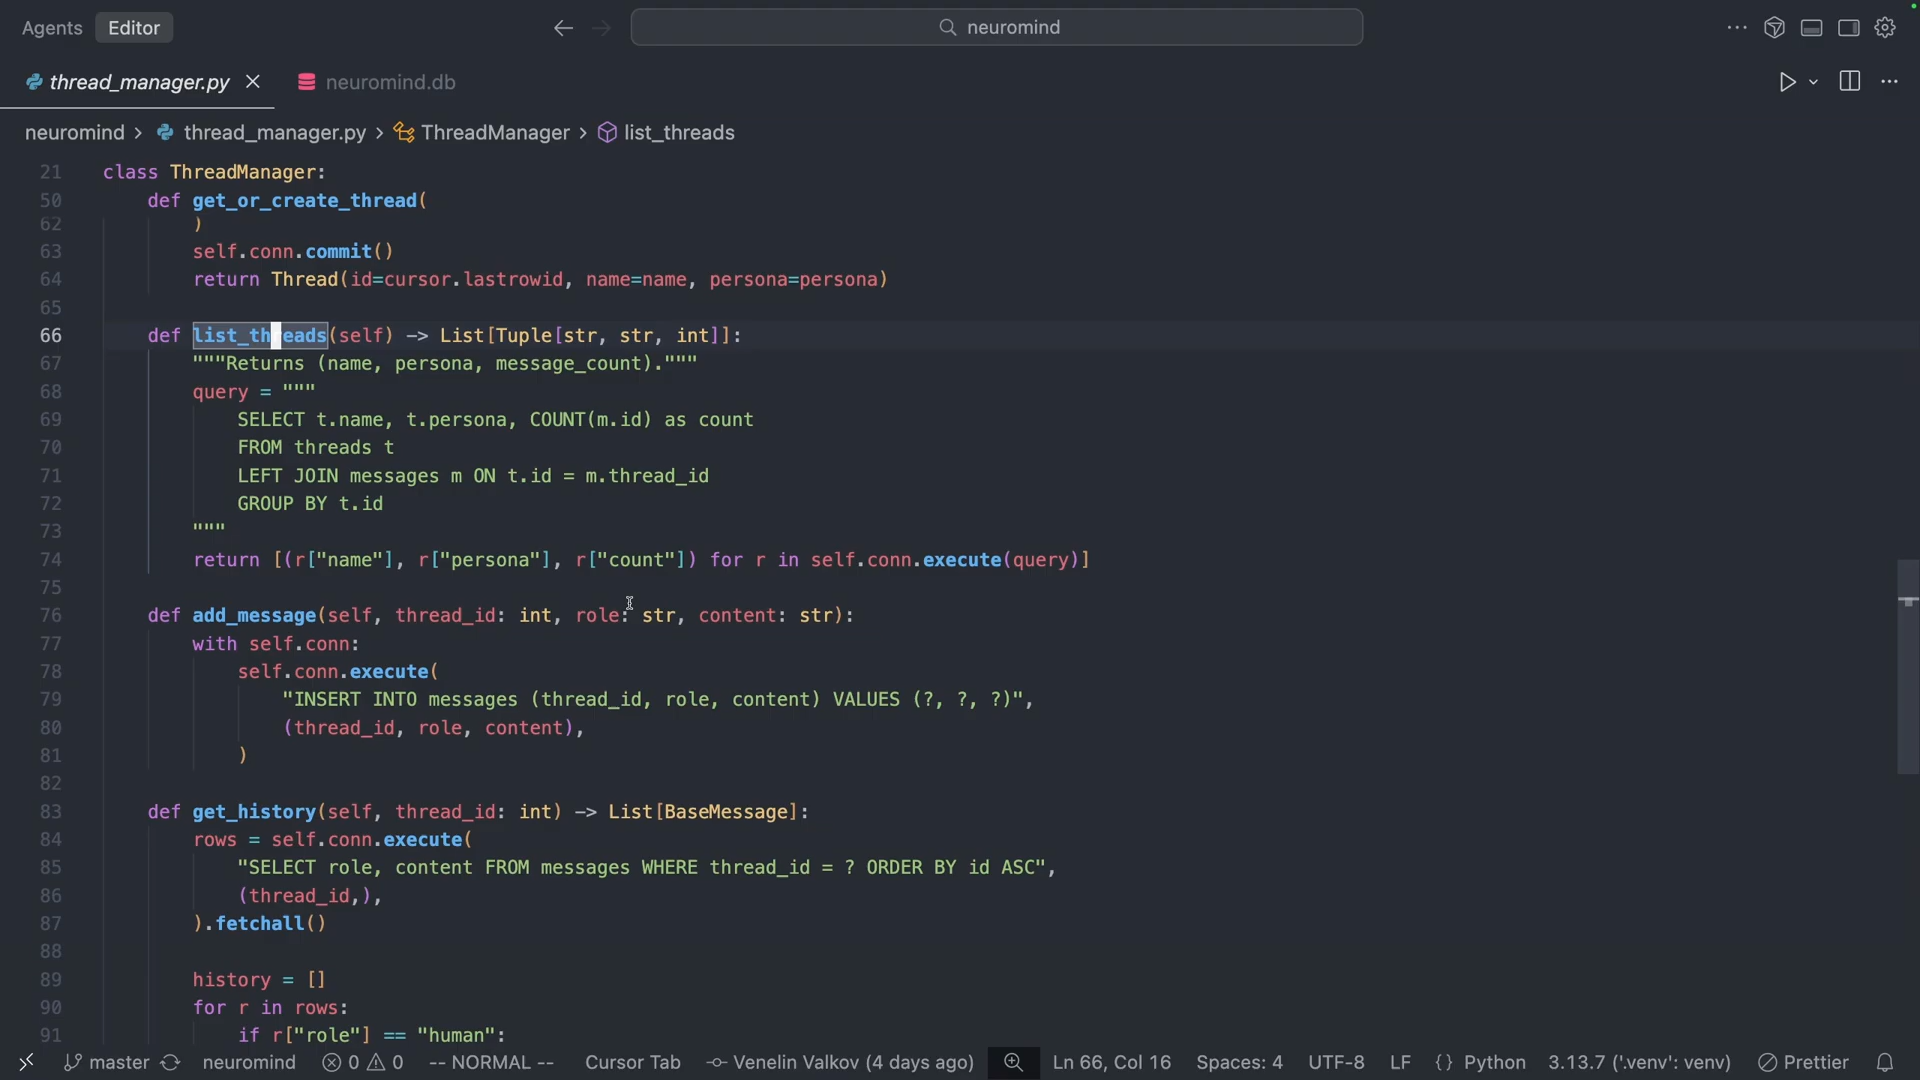 Agents Editor neuromind
thread_manager.py neuromind.db
neuromind > thread_manager.py > ThreadManager > list_threads
21 class ThreadManager:
50     def get_or_create_thread(
62         )
63         self.conn.commit()
64         return Thread(id=cursor.lastrowid, name=name, persona=persona)
65
66     def list_threads(self) -> List[Tuple[str, str, int]]:
67         """Returns (name, persona, message_count)."""
68         query = """
69             SELECT t.name, t.persona, COUNT(m.id) as count
70             FROM threads t
71             LEFT JOIN messages m ON t.id = m.thread_id
72             GROUP BY t.id
73         """
74         return [(r["name"], r["persona"], r["count"]) for r in self.conn.execute(query)]
75
76     def add_message(self, thread_id: int, role: str, content: str):
77         with self.conn:
78             self.conn.execute(
79                 "INSERT INTO messages (thread_id, role, content) VALUES (?, ?, ?)",
80                 (thread_id, role, content),
81             )
82
83     def get_history(self, thread_id: int) -> List[BaseMessage]:
84         rows = self.conn.execute(
85             "SELECT role, content FROM messages WHERE thread_id = ? ORDER BY id ASC",
86             (thread_id,),
87         ).fetchall()
88
89         history = []
90         for r in rows:
91             if r["role"] == "human":
master neuromind 0 0 -- NORMAL -- Cursor Tab Venelin Valkov (4 days ago) Ln 66, Col 16 Spaces: 4 UTF-8 LF {} Python 3.13.7 ('.venv': venv) Prettier